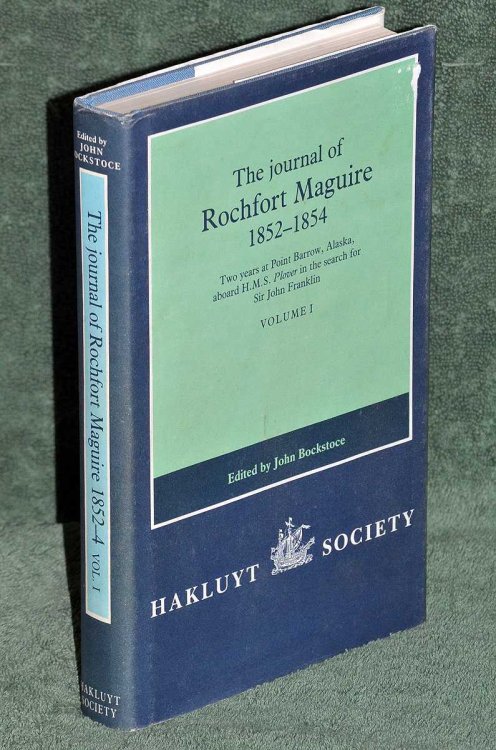 The journal of
Rochfort Maguire
1852–1854
Two years at Point Barrow, Alaska,
aboard H.M.S. Plover in the search for
Sir John Franklin
VOLUME I
Edited by John Bockstoce
HAKLUYT SOCIETY
Edited by
JOHN
BOCKSTOCE
The journal of Rochfort Maguire 1852–4 VOL. I
HAKLUYT
SOCIETY